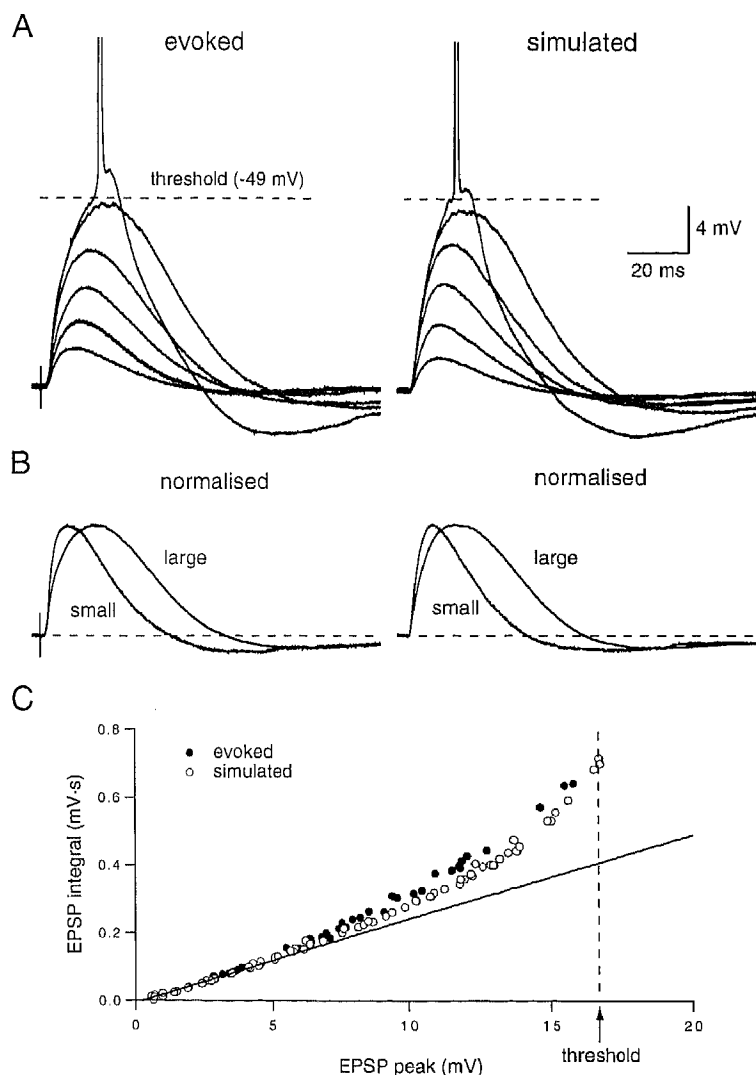 A
evoked
simulated
threshold (-49 mV)
4 mV
20 ms
B
normalised
normalised
large
small
large
small
C
0.8
0.6
0.4
0.2
0.0
EPSP integral (mV·s)
evoked
simulated
0
5
10
15
20
EPSP peak (mV)
threshold